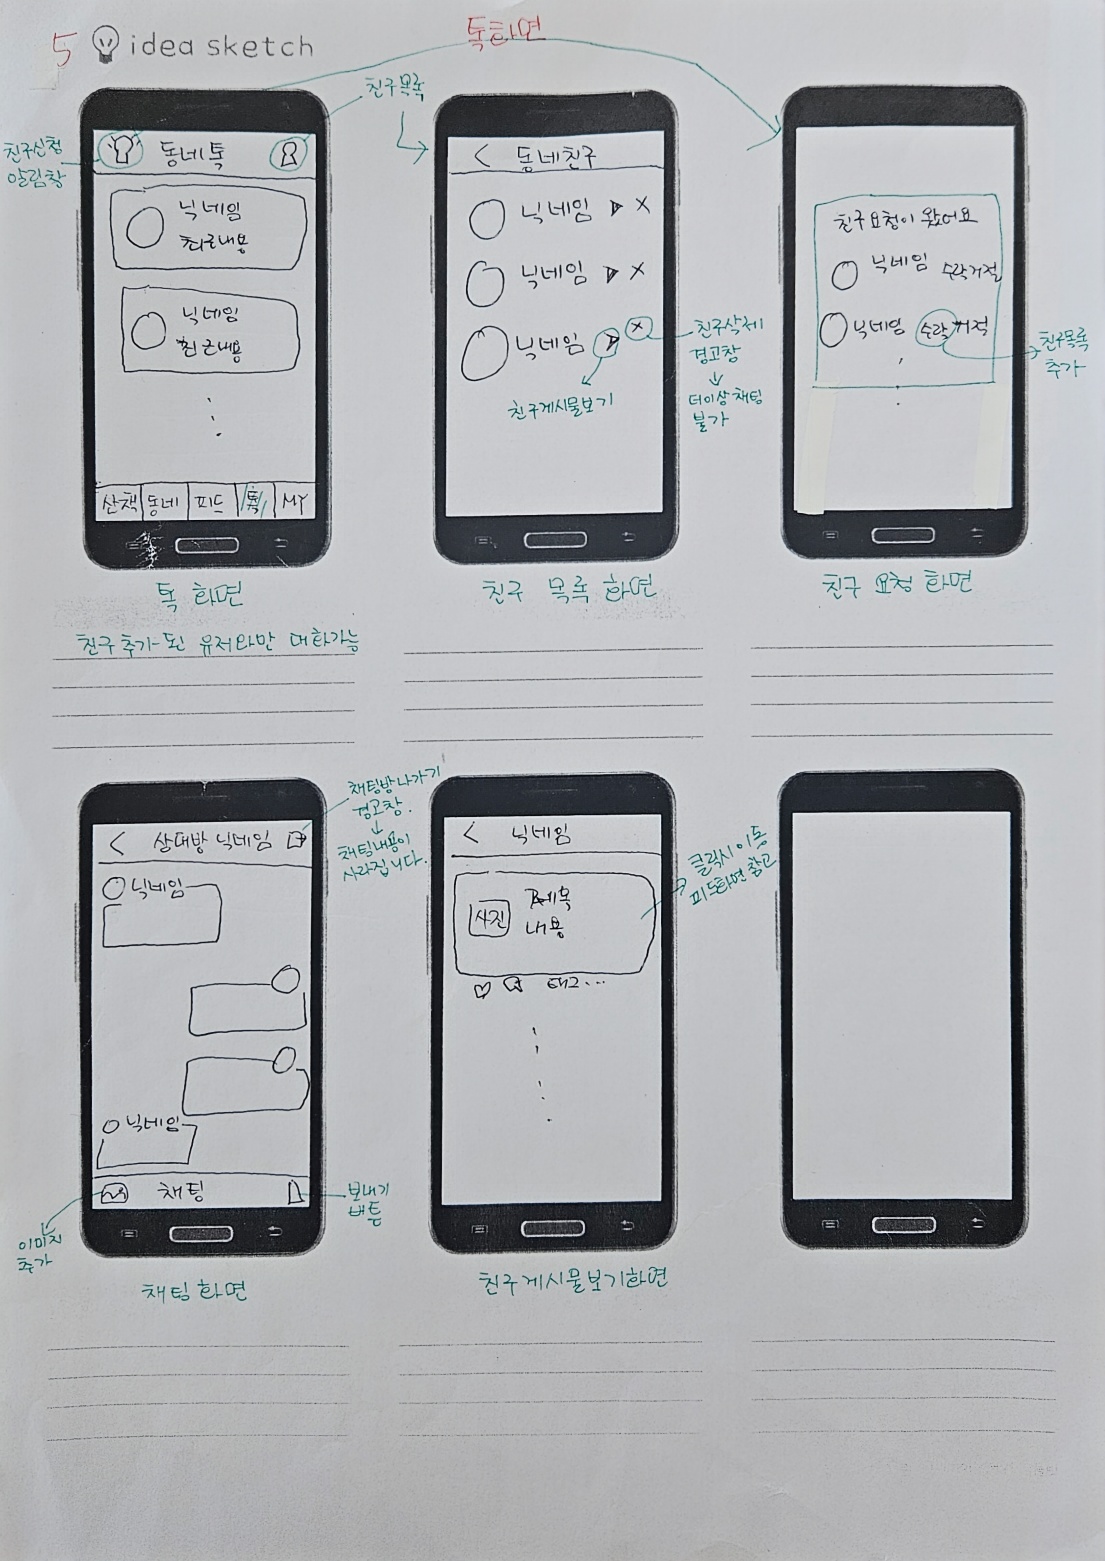 5 idea sketch
톡화면
친구목록
친구신청
알림창
동네톡
닉네임
최근내용
닉네임
최근내용
산책 동네 피드 톡 MY
톡 화면
친구추가 된 유저와만 대화가능
< 동네친구
닉네임 X
닉네임 X
닉네임 X
친구삭제
경고창
더이상 채팅
불가
친구게시물보기
친구 목록 화면
친구요청이 왔어요
닉네임 수락거절
닉네임 수락거절
친구목록
추가
친구 요청 화면
< 상대방 닉네임
채팅방 나가기
경고창.
채팅내용이
사라집니다.
닉네임
닉네임
채팅
이미지
추가
보내기
버튼
채팅화면
< 닉네임
사진
제목
내용
태그...
클릭시 이동
피드화면 참고
친구게시물보기화면